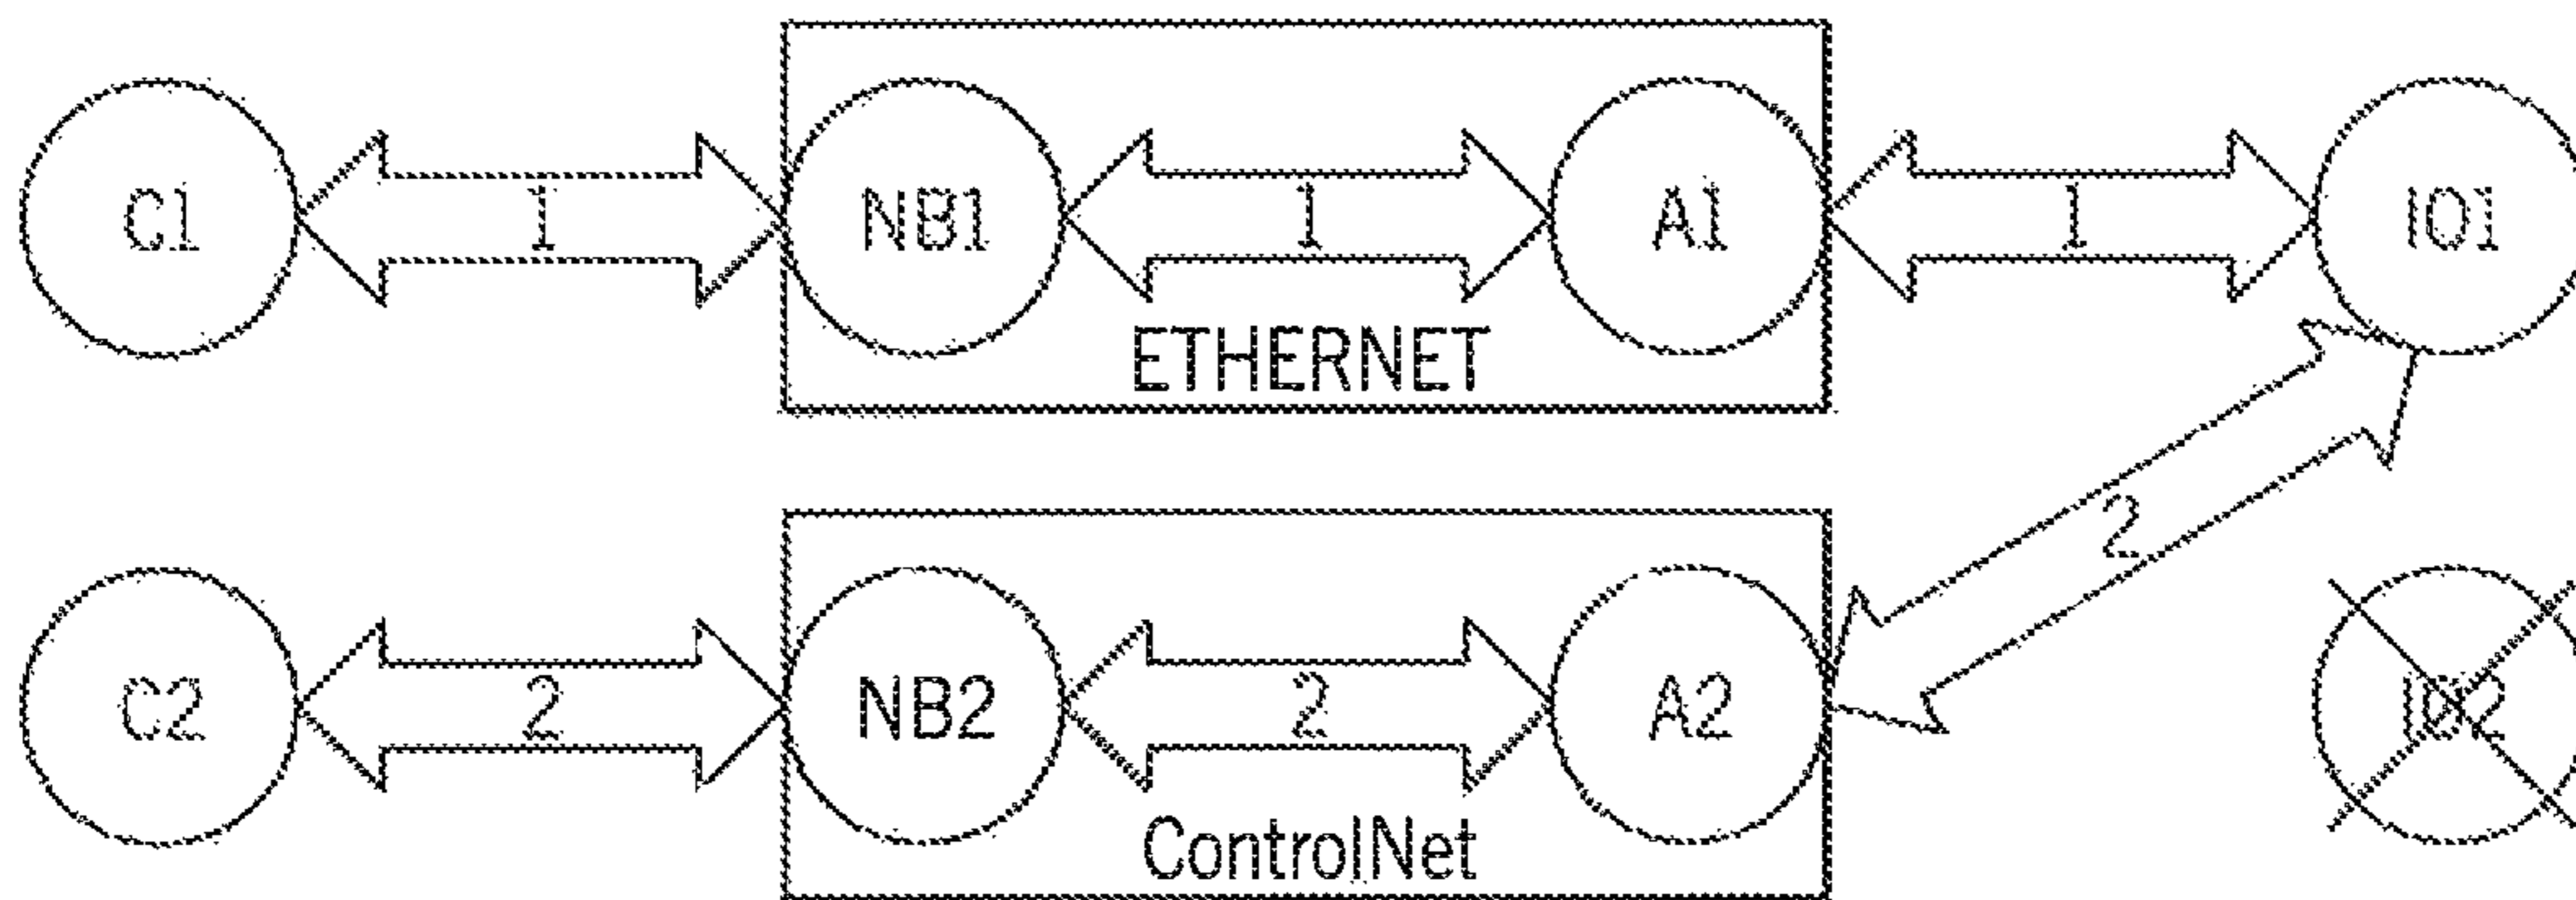 C1 1 NB1 1 A1 1 IO1
ETHERNET
2
C2 2 NB2 2 A2 IO2
ControlNet